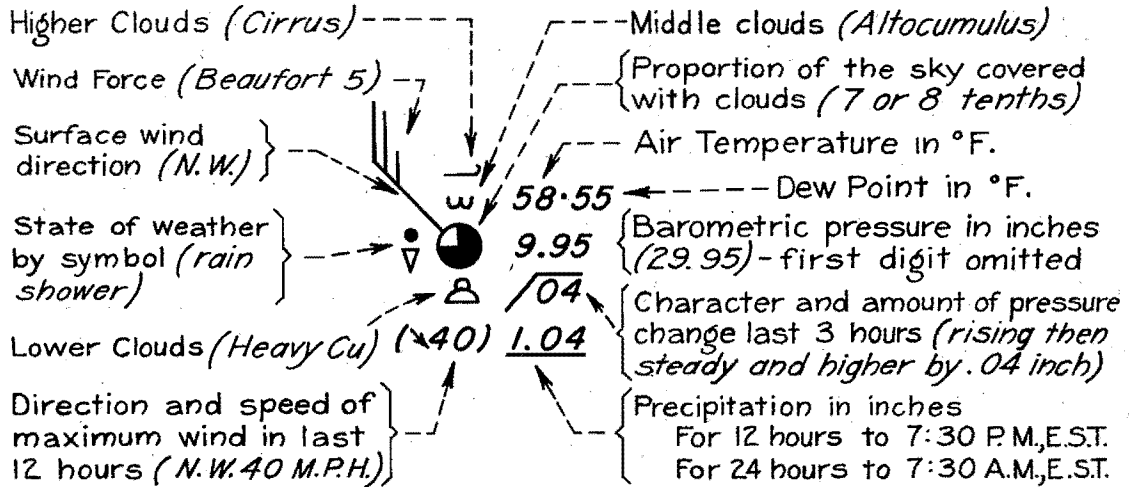 Higher Clouds (Cirrus)
Wind Force (Beaufort 5)
Surface wind
direction (N.W.)
State of weather
by symbol (rain
shower)
Lower Clouds (Heavy Cu)
Direction and speed of
maximum wind in last
12 hours (N.W. 40 M.P.H.)
58·55
9.95
/04
(↘40) 1.04
Middle clouds (Altocumulus)
Proportion of the sky covered
with clouds (7 or 8 tenths)
Air Temperature in °F.
Dew Point in °F.
Barometric pressure in inches
(29.95)-first digit omitted
Character and amount of pressure
change last 3 hours (rising then
steady and higher by .04 inch)
Precipitation in inches
For 12 hours to 7:30 P.M.,E.S.T.
For 24 hours to 7:30 A.M.,E.S.T.